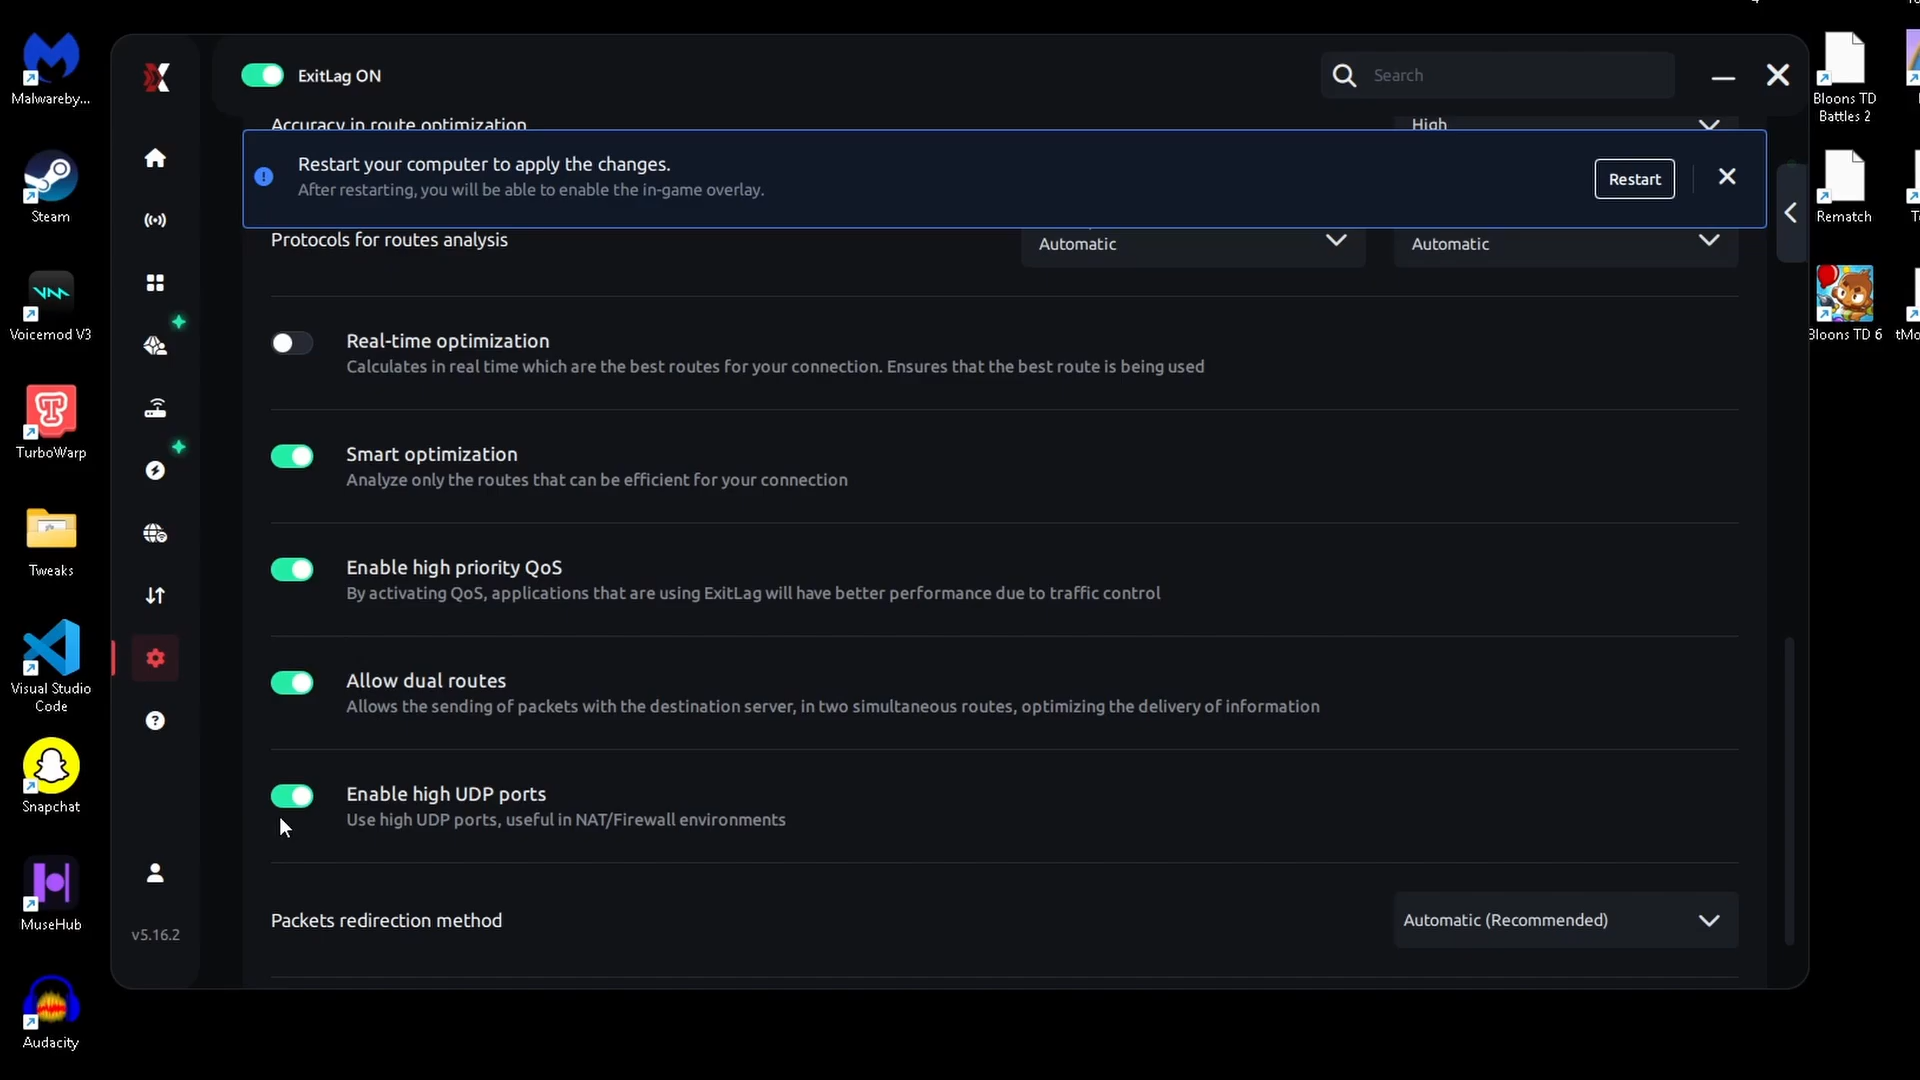 Malwareby...
Steam
Voicemod V3
TurboWarp
Tweaks
Visual Studio
Code
Snapchat
MuseHub
Audacity
v5.16.2
ExitLag ON
Search
Accuracy in route optimization
High
Restart your computer to apply the changes.
After restarting, you will be able to enable the in-game overlay.
Restart
Protocols for routes analysis
Automatic
Automatic
Real-time optimization
Calculates in real time which are the best routes for your connection. Ensures that the best route is being used
Smart optimization
Analyze only the routes that can be efficient for your connection
Enable high priority QoS
By activating QoS, applications that are using ExitLag will have better performance due to traffic control
Allow dual routes
Allows the sending of packets with the destination server, in two simultaneous routes, optimizing the delivery of information
Enable high UDP ports
Use high UDP ports, useful in NAT/Firewall environments
Packets redirection method
Automatic (Recommended)
Bloons TD
Battles 2
Rematch
Bloons TD 6